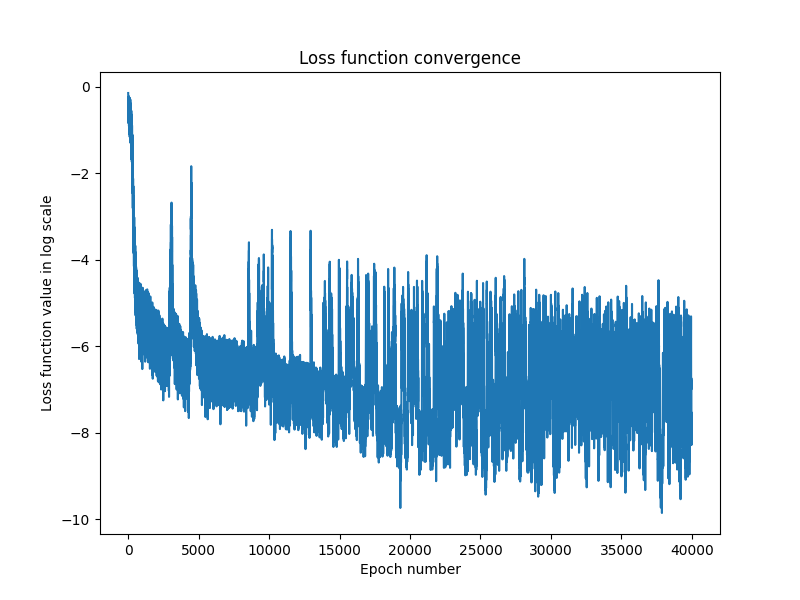 Loss function convergence
Loss function value in log scale
0
−2
−4
−6
−8
−10
0 5000 10000 15000 20000 25000 30000 35000 40000
Epoch number